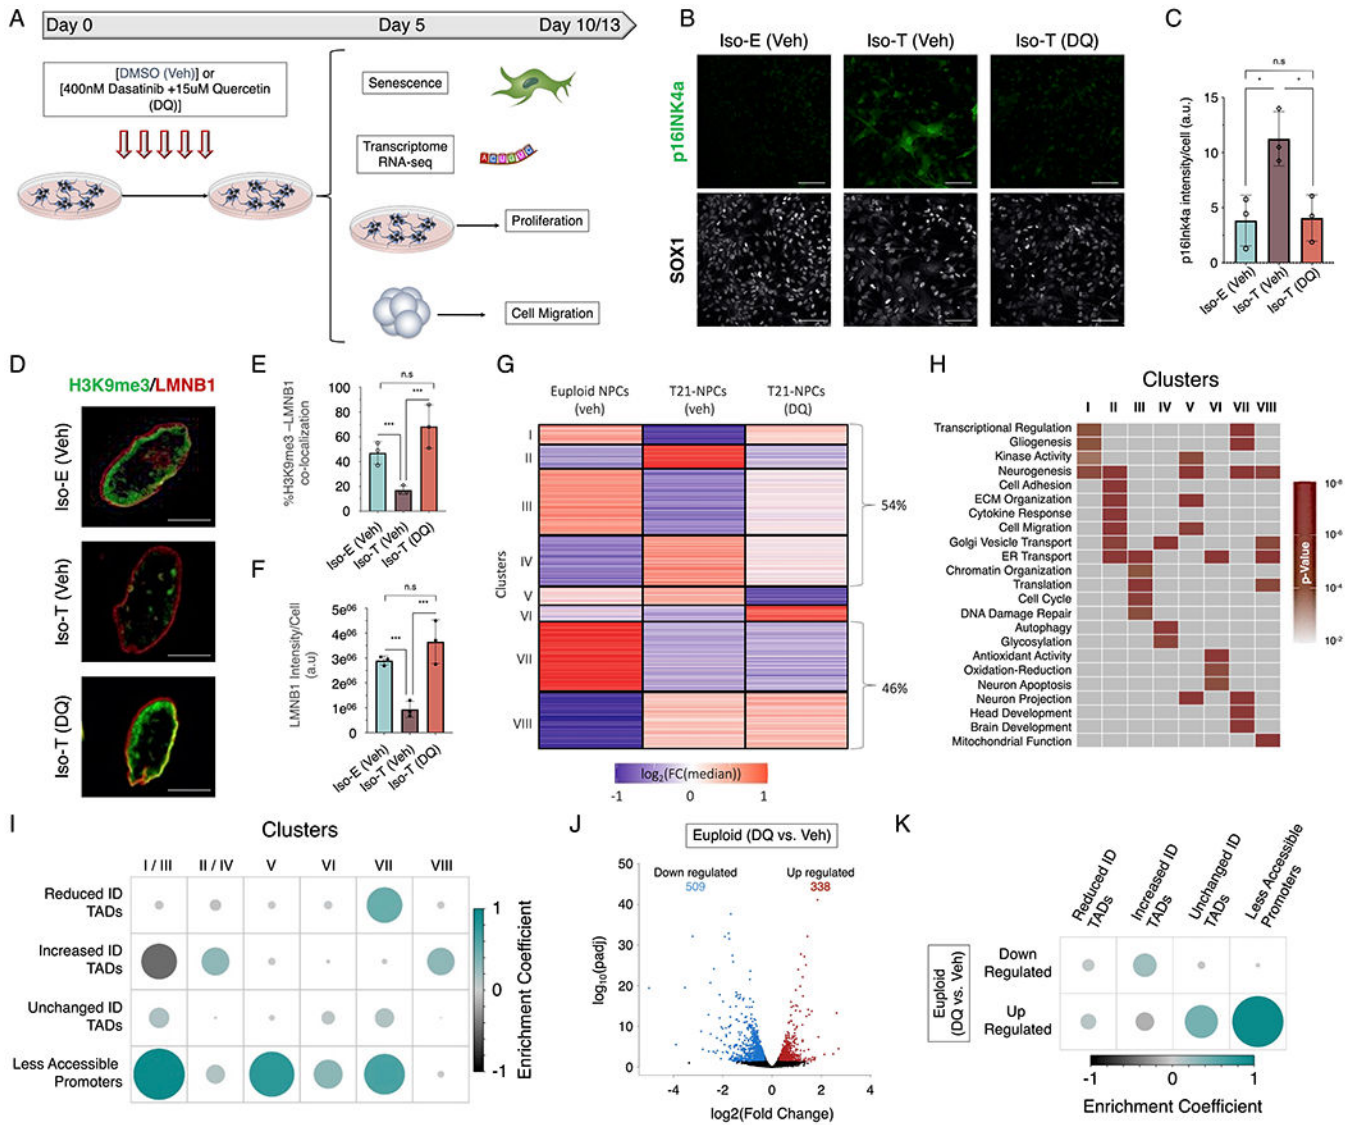 A
Day 0
Day 5
Day 10/13
[DMSO (Veh)] or
[400nM Dasatinib +15uM Quercetin
(DQ)]
Senescence
Transcriptome
RNA-seq
ACUGUC
Proliferation
Cell Migration
B
Iso-E (Veh)
Iso-T (Veh)
Iso-T (DQ)
p16INK4a
SOX1
C
n.s
*
*
p16Ink4a intensity/cell (a.u.)
15
10
5
0
Iso-E (Veh)
Iso-T (Veh)
Iso-T (DQ)
D
H3K9me3/LMNB1
Iso-E (Veh)
Iso-T (Veh)
Iso-T (DQ)
E
n.s
***
***
%H3K9me3 –LMNB1
co-localization
100
80
60
40
20
0
Iso-E (Veh)
Iso-T (Veh)
Iso-T (DQ)
F
n.s
***
***
LMNB1 Intensity/Cell
(a.u)
5e06
4e06
3e06
2e06
1e06
0
Iso-E (Veh)
Iso-T (Veh)
Iso-T (DQ)
G
Euploid NPCs
(veh)
T21-NPCs
(veh)
T21-NPCs
(DQ)
Clusters
I
II
III
IV
V
VI
VII
VIII
54%
46%
log2(FC(median))
-1
0
1
H
Clusters
I II III IV V VI VII VIII
Transcriptional Regulation
Gliogenesis
Kinase Activity
Neurogenesis
Cell Adhesion
ECM Organization
Cytokine Response
Cell Migration
Golgi Vesicle Transport
ER Transport
Chromatin Organization
Translation
Cell Cycle
DNA Damage Repair
Autophagy
Glycosylation
Antioxidant Activity
Oxidation-Reduction
Neuron Apoptosis
Neuron Projection
Head Development
Brain Development
Mitochondrial Function
p-Value
10-8
10-6
10-4
10-2
I
Clusters
I / III
II / IV
V
VI
VII
VIII
Reduced ID
TADs
Increased ID
TADs
Unchanged ID
TADs
Less Accessible
Promoters
1
0
-1
Enrichment Coefficient
J
Euploid (DQ vs. Veh)
Down regulated
509
Up regulated
338
log10(padj)
50
40
30
20
10
0
-4
-2
0
2
4
log2(Fold Change)
K
Reduced ID
TADs
Increased ID
TADs
Unchanged ID
TADs
Less Accessible
Promoters
Euploid
(DQ vs. Veh)
Down
Regulated
Up
Regulated
-1
0
1
Enrichment Coefficient